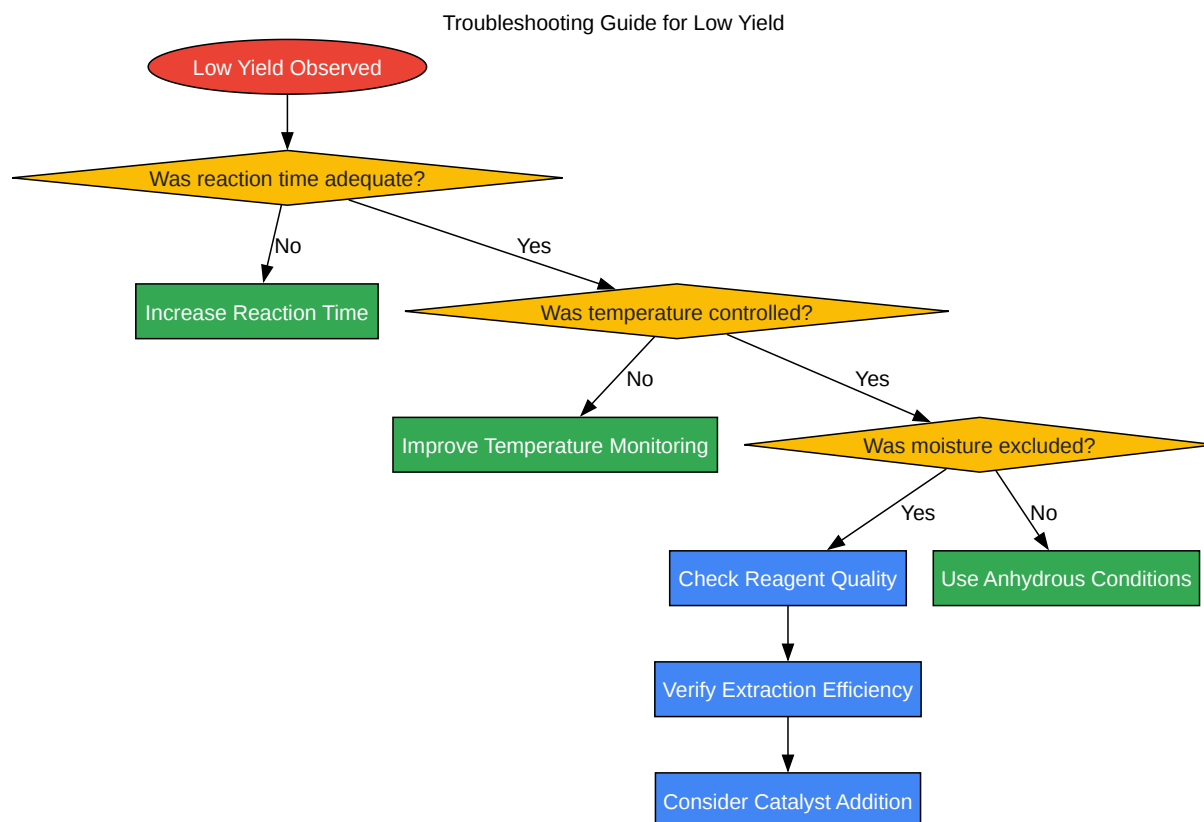 Troubleshooting Guide for Low Yield
Low Yield Observed
Was reaction time adequate?
No
Yes
Increase Reaction Time
Was temperature controlled?
No
Yes
Improve Temperature Monitoring
Was moisture excluded?
Yes
No
Check Reagent Quality
Use Anhydrous Conditions
Verify Extraction Efficiency
Consider Catalyst Addition